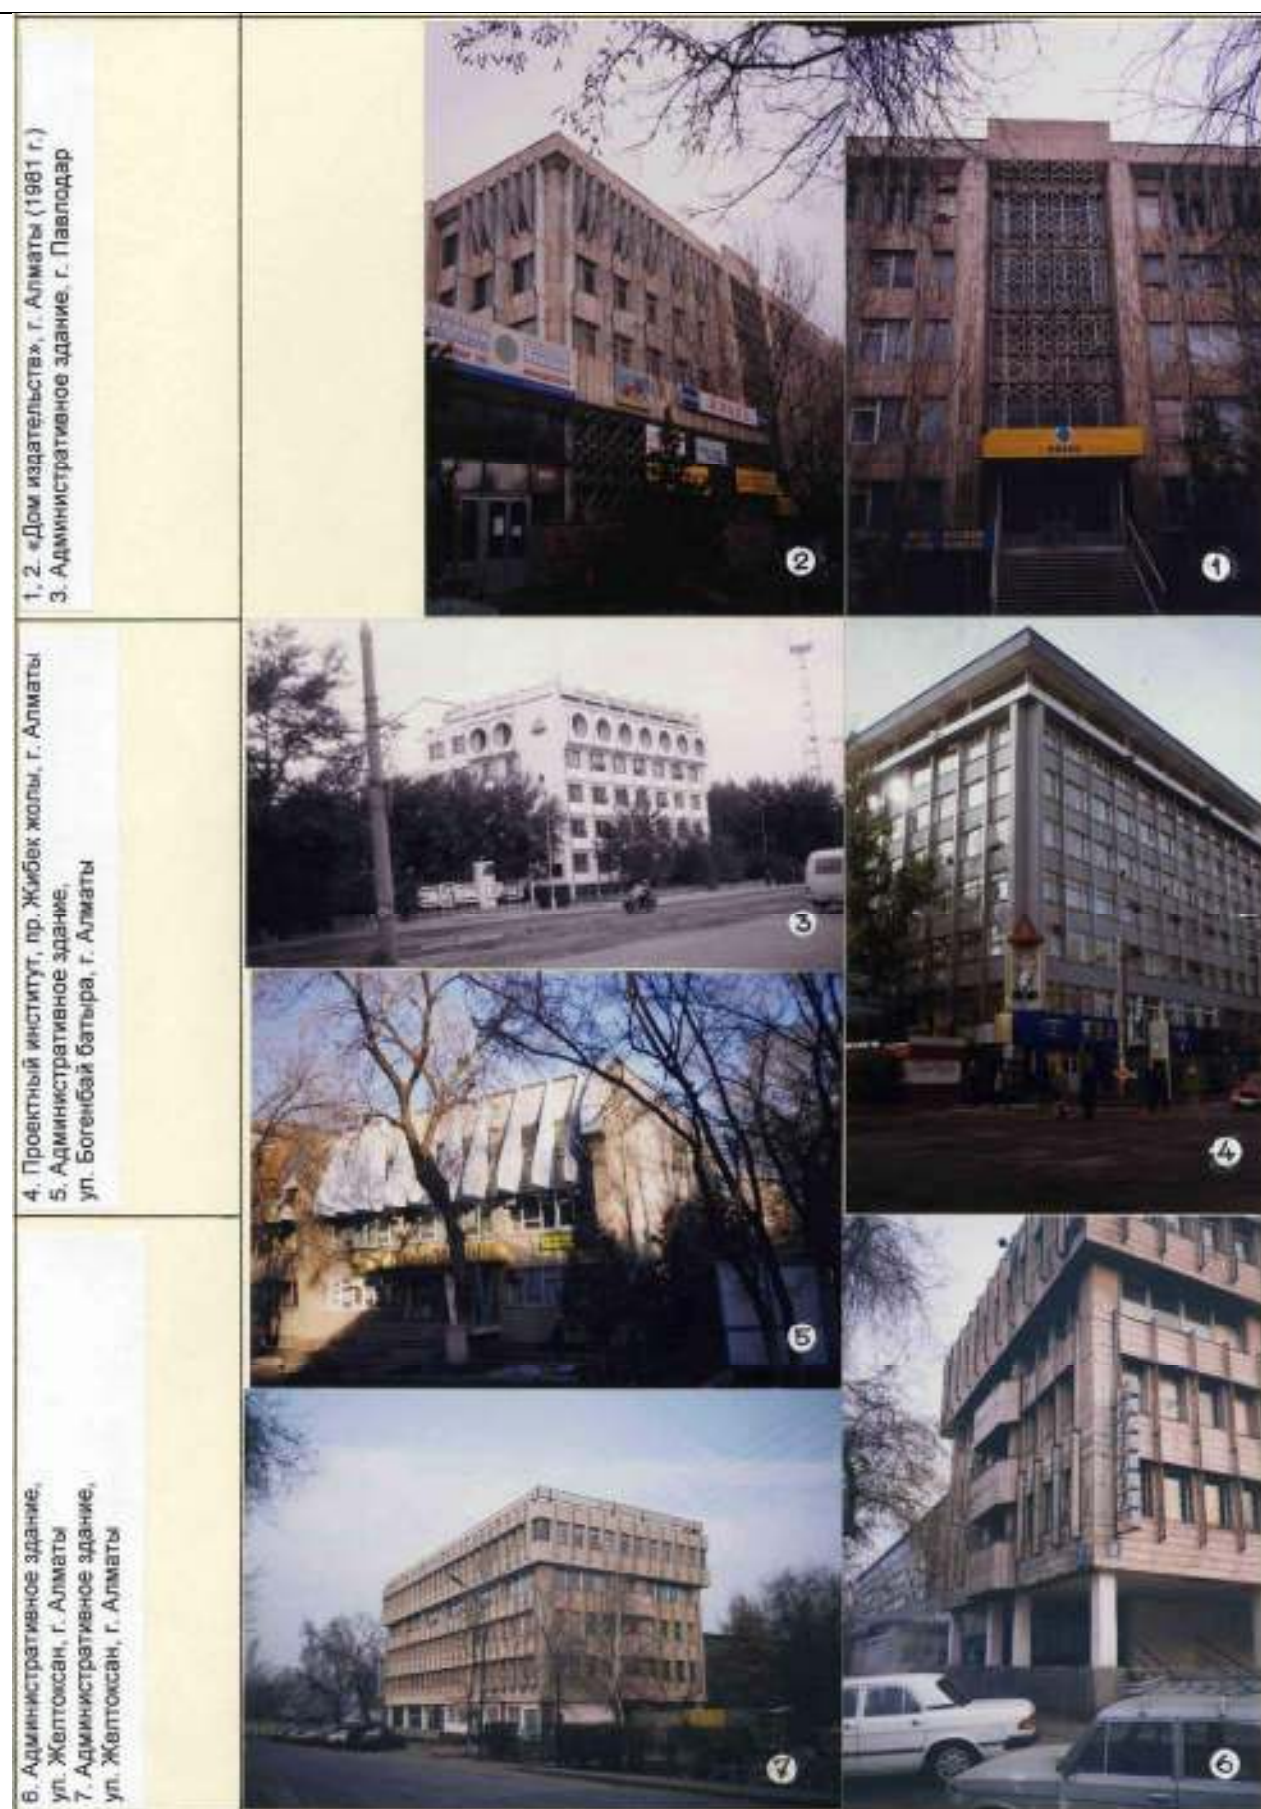 1, 2. «Дом издательств», г. Алматы (1981 г.)
3. Административное здание. г. Павлодар
2
1
4. Проектный институт, пр. Жибек жолы, г. Алматы
5. Административное здание,
ул. Богенбай батыра, г. Алматы
3
4
5
6. Административное здание,
ул. Желтоксан, г. Алматы
7. Административное здание,
ул. Желтоксан, г. Алматы
7
6